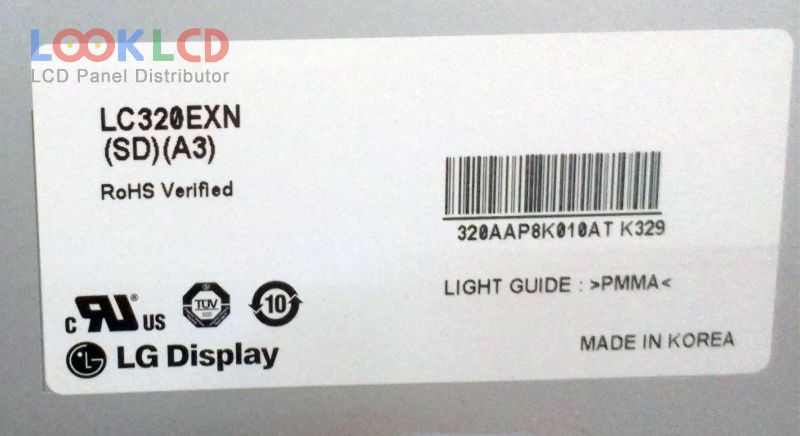 LOOKLCD
LCD Panel Distributor
LC320EXN
(SD)(A3)
RoHS Verified
320AAP8K010AT K329
LIGHT GUIDE : >PMMA<
c RU® US
TÜV
10
LG Display
MADE IN KOREA